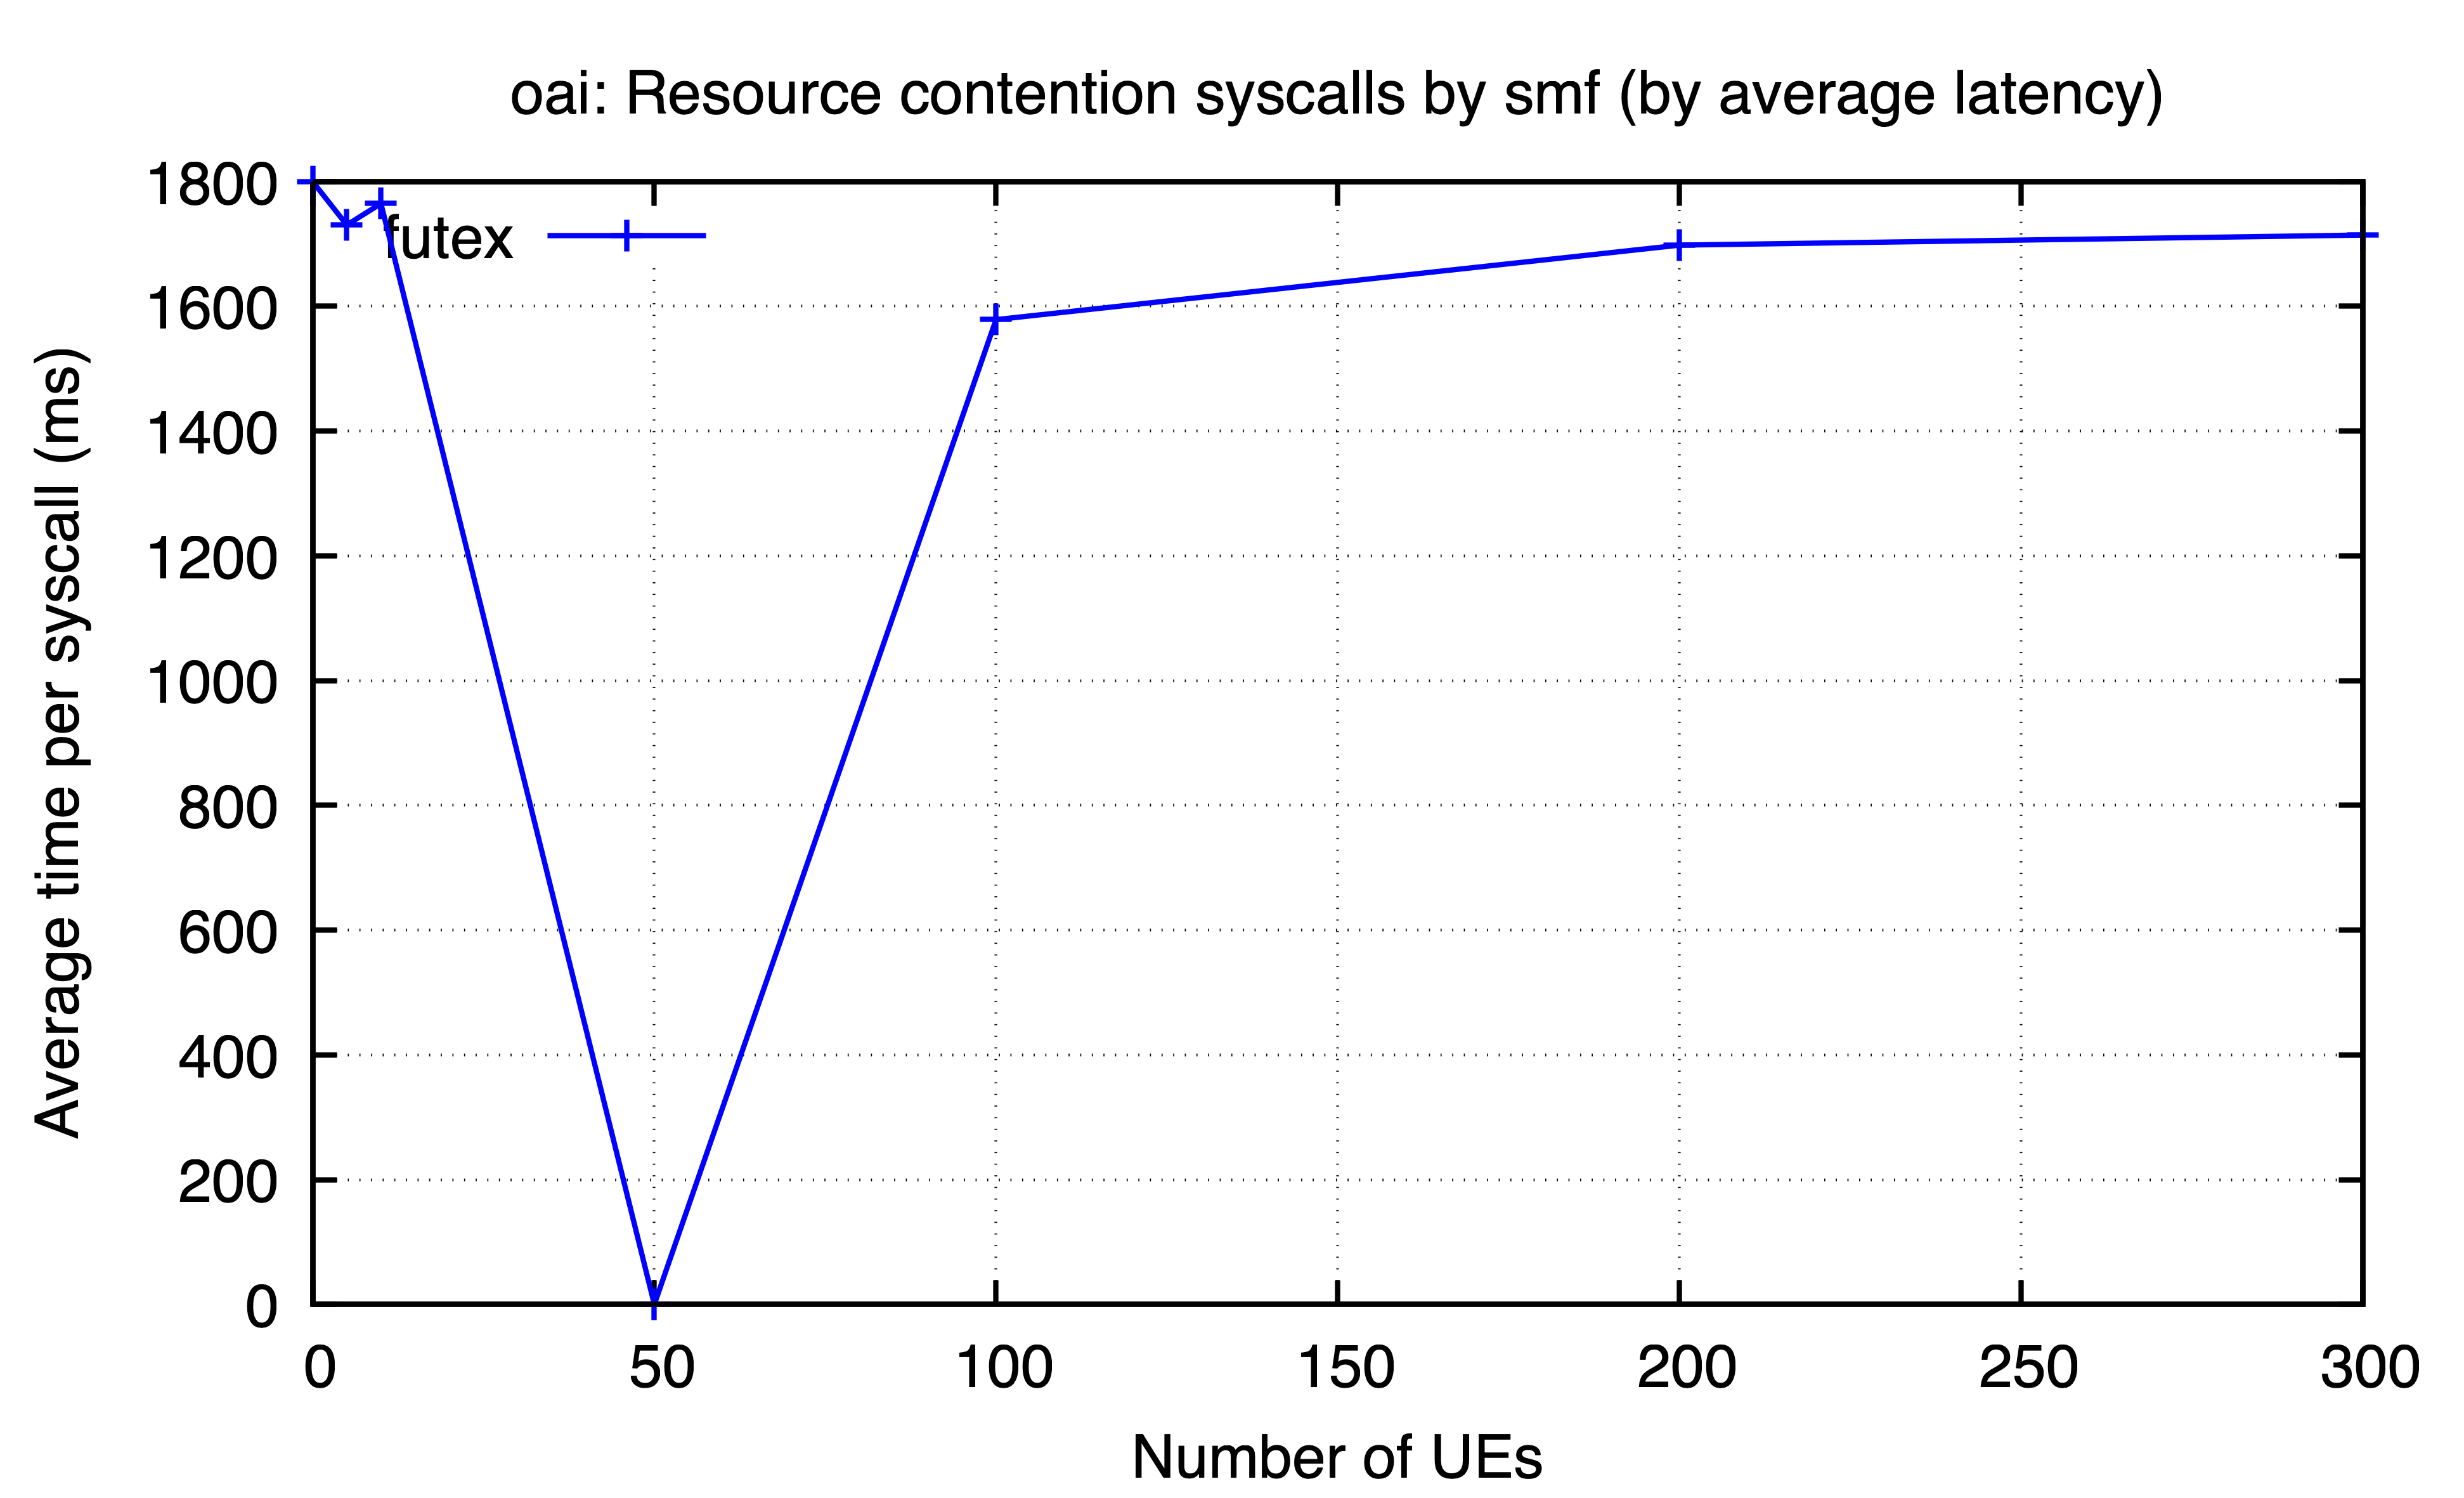 oai: Resource contention syscalls by smf (by average latency)
Average time per syscall (ms)
1800
1600
1400
1200
1000
800
600
400
200
0
futex
0 50 100 150 200 250 300
Number of UEs